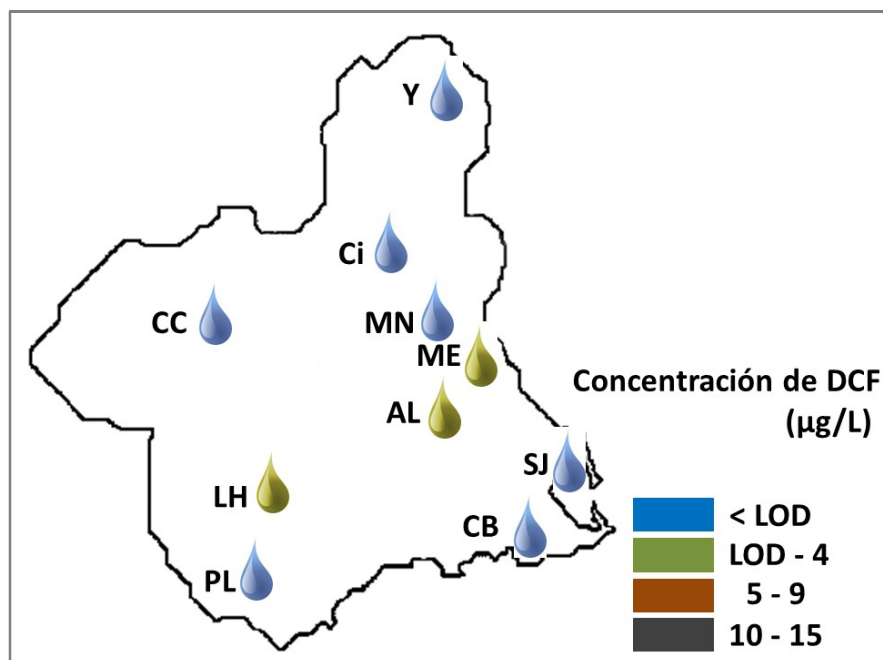 Y
Ci
CC
MN
ME
AL
SJ
LH
CB
PL
Concentración de DCF
(µg/L)
< LOD
LOD - 4
5 - 9
10 - 15